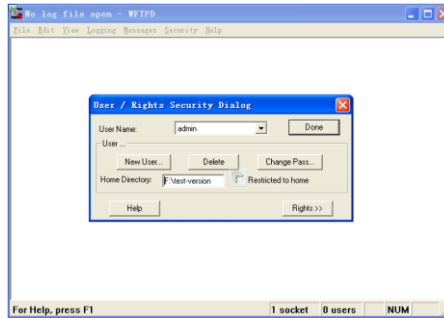 No log file open - WFTPD
File Edit View Logging Messages Security Help
User / Rights Security Dialog
User Name: admin Done
User ...
New User... Delete Change Pass...
Home Directory: F:\test-version Restricted to home
Help Rights >>
For Help, press F1 1 socket 0 users NUM